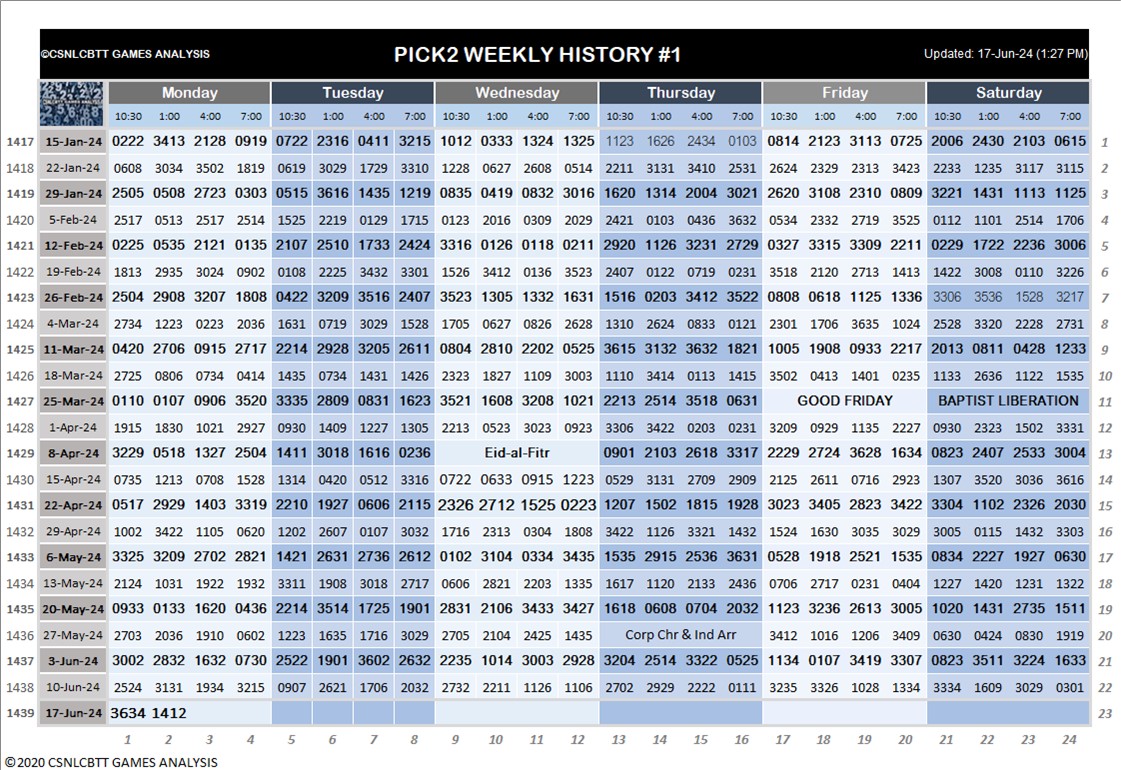 ©CSNLCBTT GAMES ANALYSIS PICK2 WEEKLY HISTORY #1 Updated: 17-Jun-24 (1:27 PM)
Monday Tuesday Wednesday Thursday Friday Saturday
10:30 1:00 4:00 7:00 10:30 1:00 4:00 7:00 10:30 1:00 4:00 7:00 10:30 1:00 4:00 7:00 10:30 1:00 4:00 7:00 10:30 1:00 4:00 7:00
1417 15-Jan-24 0222 3413 2128 0919 0722 2316 0411 3215 1012 0333 1324 1325 1123 1626 2434 0103 0814 2123 3113 0725 2006 2430 2103 0615 1
1418 22-Jan-24 0608 3034 3502 1819 0619 3029 1729 3310 1228 0627 2608 0514 2211 3131 3410 2531 2624 2329 2313 3423 2233 1235 3117 3115 2
1419 29-Jan-24 2505 0508 2723 0303 0515 3616 1435 1219 0835 0419 0832 3016 1620 1314 2004 3021 2620 3108 2310 0809 3221 1431 1113 1125 3
1420 5-Feb-24 2517 0513 2517 2514 1525 2219 0129 1715 0123 2016 0309 2029 2421 0103 0436 3632 0534 2332 2719 3525 0112 1101 2514 1706 4
1421 12-Feb-24 0225 0535 2121 0135 2107 2510 1733 2424 3316 0126 0118 0211 2920 1126 3231 2729 0327 3315 3309 2211 0229 1722 2236 3006 5
1422 19-Feb-24 1813 2935 3024 0902 0108 2225 3432 3301 1526 3412 0136 3523 2407 0122 0719 0231 3518 2120 2713 1413 1422 3008 0110 3226 6
1423 26-Feb-24 2504 2908 3207 1808 0422 3209 3516 2407 3523 1305 1332 1631 1516 0203 3412 3522 0808 0618 1125 1336 3306 3536 1528 3217 7
1424 4-Mar-24 2734 1223 0223 2036 1631 0719 3029 1528 1705 0627 0826 2628 1310 2624 0833 0121 2301 1706 3635 1024 2528 3320 2228 2731 8
1425 11-Mar-24 0420 2706 0915 2717 2214 2928 3205 2611 0804 2810 2202 0525 3615 3132 3632 1821 1005 1908 0933 2217 2013 0811 0428 1233 9
1426 18-Mar-24 2725 0806 0734 0414 1435 0734 1431 1426 2323 1827 1109 3003 1110 3414 0113 1415 3502 0413 1401 0235 1133 2636 1122 1535 10
1427 25-Mar-24 0110 0107 0906 3520 3335 2809 0831 1623 3521 1608 3208 1021 2213 2514 3518 0631 GOOD FRIDAY BAPTIST LIBERATION 11
1428 1-Apr-24 1915 1830 1021 2927 0930 1409 1227 1305 2213 0523 3023 0923 3306 3422 0203 0231 3209 0929 1135 2227 0930 2323 1502 3331 12
1429 8-Apr-24 3229 0518 1327 2504 1411 3018 1616 0236 Eid-al-Fitr 0901 2103 2618 3317 2229 2724 3628 1634 0823 2407 2533 3004 13
1430 15-Apr-24 0735 1213 0708 1528 1314 0420 0512 3316 0722 0633 0915 1223 0529 3131 2709 2909 2125 2611 0716 2923 1307 3520 3036 3616 14
1431 22-Apr-24 0517 2929 1403 3319 2210 1927 0606 2115 2326 2712 1525 0223 1207 1502 1815 1928 3023 3405 2823 3422 3304 1102 2326 2030 15
1432 29-Apr-24 1002 3422 1105 0620 1202 2607 0107 3032 1716 2313 0304 1808 3422 1126 3321 1432 1524 1630 3035 3029 3005 0115 1432 3303 16
1433 6-May-24 3325 3209 2702 2821 1421 2631 2736 2612 0102 3104 0334 3435 1535 2915 2536 3631 0528 1918 2521 1535 0834 2227 1927 0630 17
1434 13-May-24 2124 1031 1922 1932 3311 1908 3018 2717 0606 2821 2203 1335 1617 1120 2133 2436 0706 2717 0231 0404 1227 1420 1231 1322 18
1435 20-May-24 0933 0133 1620 0436 2214 3514 1725 1901 2831 2106 3433 3427 1618 0608 0704 2032 1123 3236 2613 3005 1020 1431 2735 1511 19
1436 27-May-24 2703 2036 1910 0602 1223 1635 1716 3029 2705 2104 2425 1435 Corp Chr & Ind Arr 3412 1016 1206 3409 0630 0424 0830 1919 20
1437 3-Jun-24 3002 2832 1632 0730 2522 1901 3602 2632 2235 1014 3003 2928 3204 2514 3322 0525 1134 0107 3419 3307 0823 3511 3224 1633 21
1438 10-Jun-24 2524 3131 1934 3215 0907 2621 1706 2032 2732 2211 1126 1106 2702 2929 2222 0111 3235 3326 1028 1334 3334 1609 3029 0301 22
1439 17-Jun-24 3634 1412 23
1 2 3 4 5 6 7 8 9 10 11 12 13 14 15 16 17 18 19 20 21 22 23 24
©2020 CSNLCBTT GAMES ANALYSIS